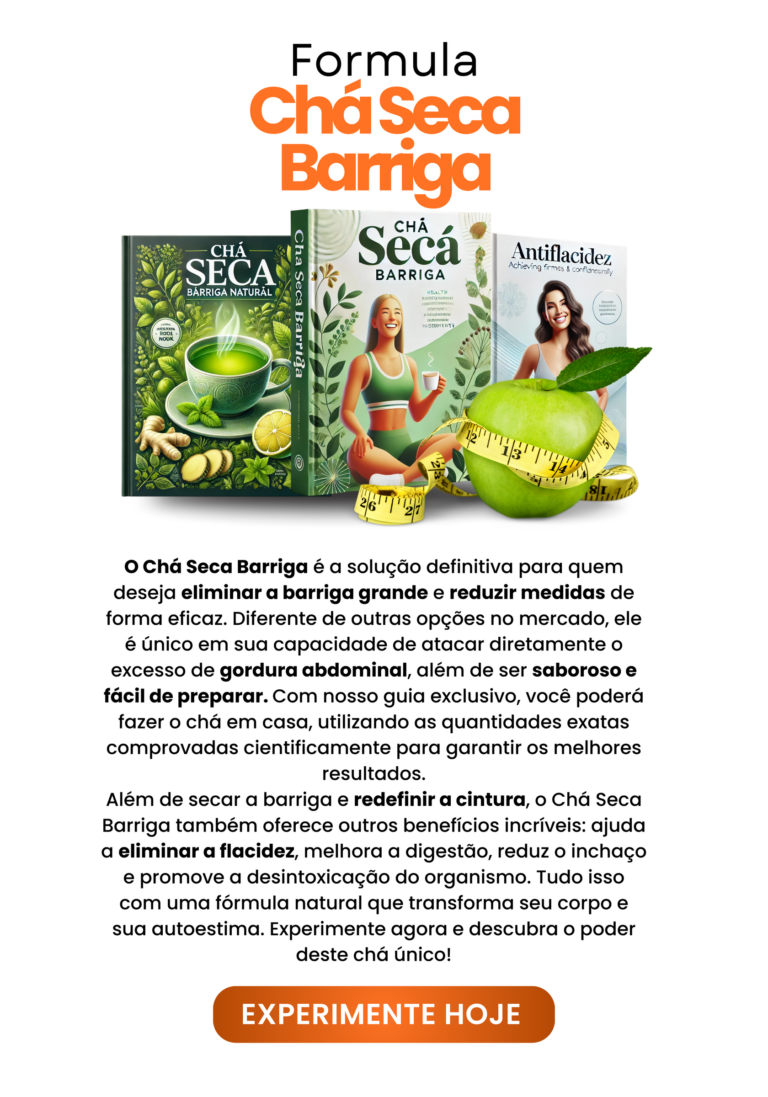 Formula
Chá Seca
Barriga
CHÁ
SECA
BARRIGA NATURAL
Cha Seca Barriga
CHÁ
Secá
BARRIGA
HEALTH
Antiflacidez
Achieving firmes &
12
13
14
18
26
27
O Chá Seca Barriga é a solução definitiva para quem
deseja eliminar a barriga grande e reduzir medidas de
forma eficaz. Diferente de outras opções no mercado, ele
é único em sua capacidade de atacar diretamente o
excesso de gordura abdominal, além de ser saboroso e
fácil de preparar. Com nosso guia exclusivo, você poderá
fazer o chá em casa, utilizando as quantidades exatas
comprovadas cientificamente para garantir os melhores
resultados.
Além de secar a barriga e redefinir a cintura, o Chá Seca
Barriga também oferece outros benefícios incríveis: ajuda
a eliminar a flacidez, melhora a digestão, reduz o inchaço
e promove a desintoxicação do organismo. Tudo isso
com uma fórmula natural que transforma seu corpo e
sua autoestima. Experimente agora e descubra o poder
deste chá único!
EXPERIMENTE HOJE